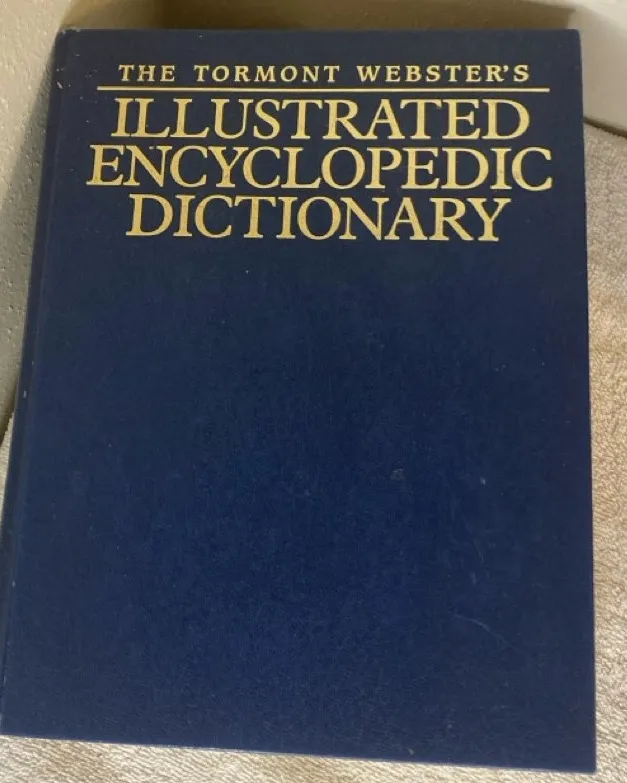 THE TORMONT WEBSTER'S
ILLUSTRATED
ENCYCLOPEDIC
DICTIONARY